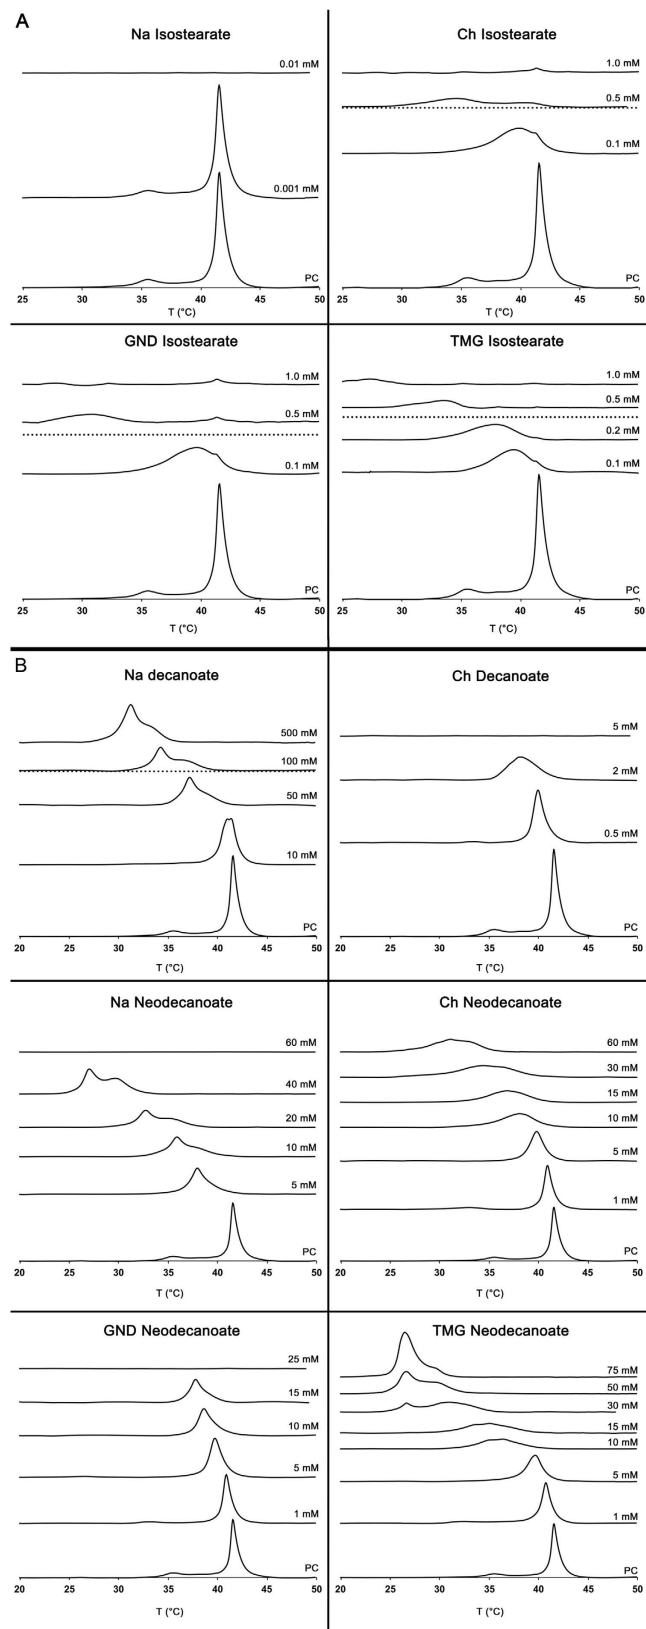 A
Na Isostearate
0.01 mM
0.001 mM
PC
25 30 35 40 45 50
T (°C)
Ch Isostearate
1.0 mM
0.5 mM
0.1 mM
PC
25 30 35 40 45 50
T (°C)
GND Isostearate
1.0 mM
0.5 mM
0.1 mM
PC
25 30 35 40 45 50
T (°C)
TMG Isostearate
1.0 mM
0.5 mM
0.2 mM
0.1 mM
PC
25 30 35 40 45 50
T (°C)
B
Na decanoate
500 mM
100 mM
50 mM
10 mM
PC
20 25 30 35 40 45 50
T (°C)
Ch Decanoate
5 mM
2 mM
0.5 mM
PC
20 25 30 35 40 45 50
T (°C)
Na Neodecanoate
60 mM
40 mM
20 mM
10 mM
5 mM
PC
20 25 30 35 40 45 50
T (°C)
Ch Neodecanoate
60 mM
30 mM
15 mM
10 mM
5 mM
1 mM
PC
20 25 30 35 40 45 50
T (°C)
GND Neodecanoate
25 mM
15 mM
10 mM
5 mM
1 mM
PC
20 25 30 35 40 45 50
T (°C)
TMG Neodecanoate
75 mM
50 mM
30 mM
15 mM
10 mM
5 mM
1 mM
PC
20 25 30 35 40 45 50
T (°C)